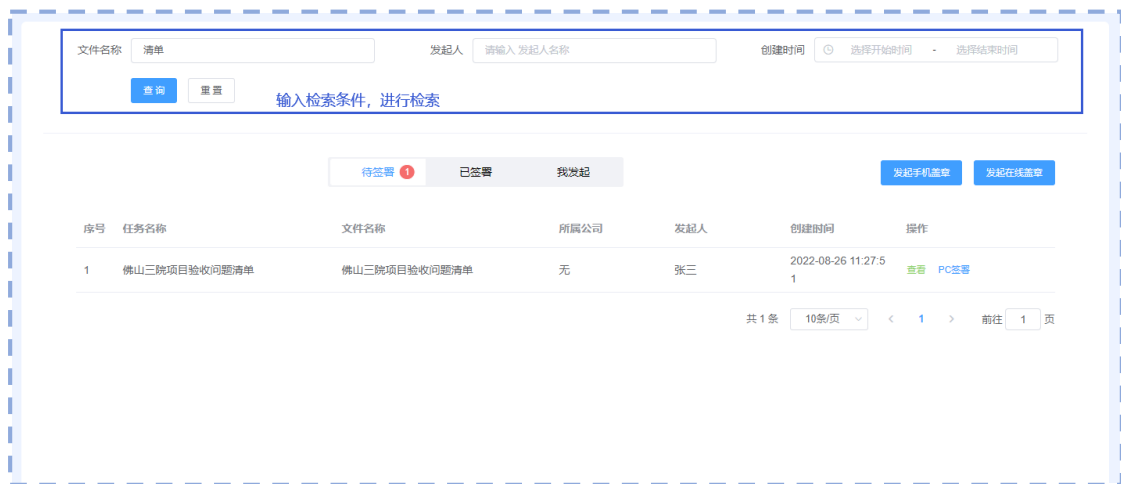 文件名称 清单 发起人 请输入 发起人名称 创建时间 选择开始时间 - 选择结束时间
查询 重置 输入检索条件，进行检索
待签署 1 已签署 我发起 发起手机盖章 发起在线盖章
序号 任务名称 文件名称 所属公司 发起人 创建时间 操作
1 佛山三院项目验收问题清单 佛山三院项目验收问题清单 无 张三 2022-08-26 11:27:5
1 查看 PC签署
共 1 条 10条/页 < 1 > 前往 1 页